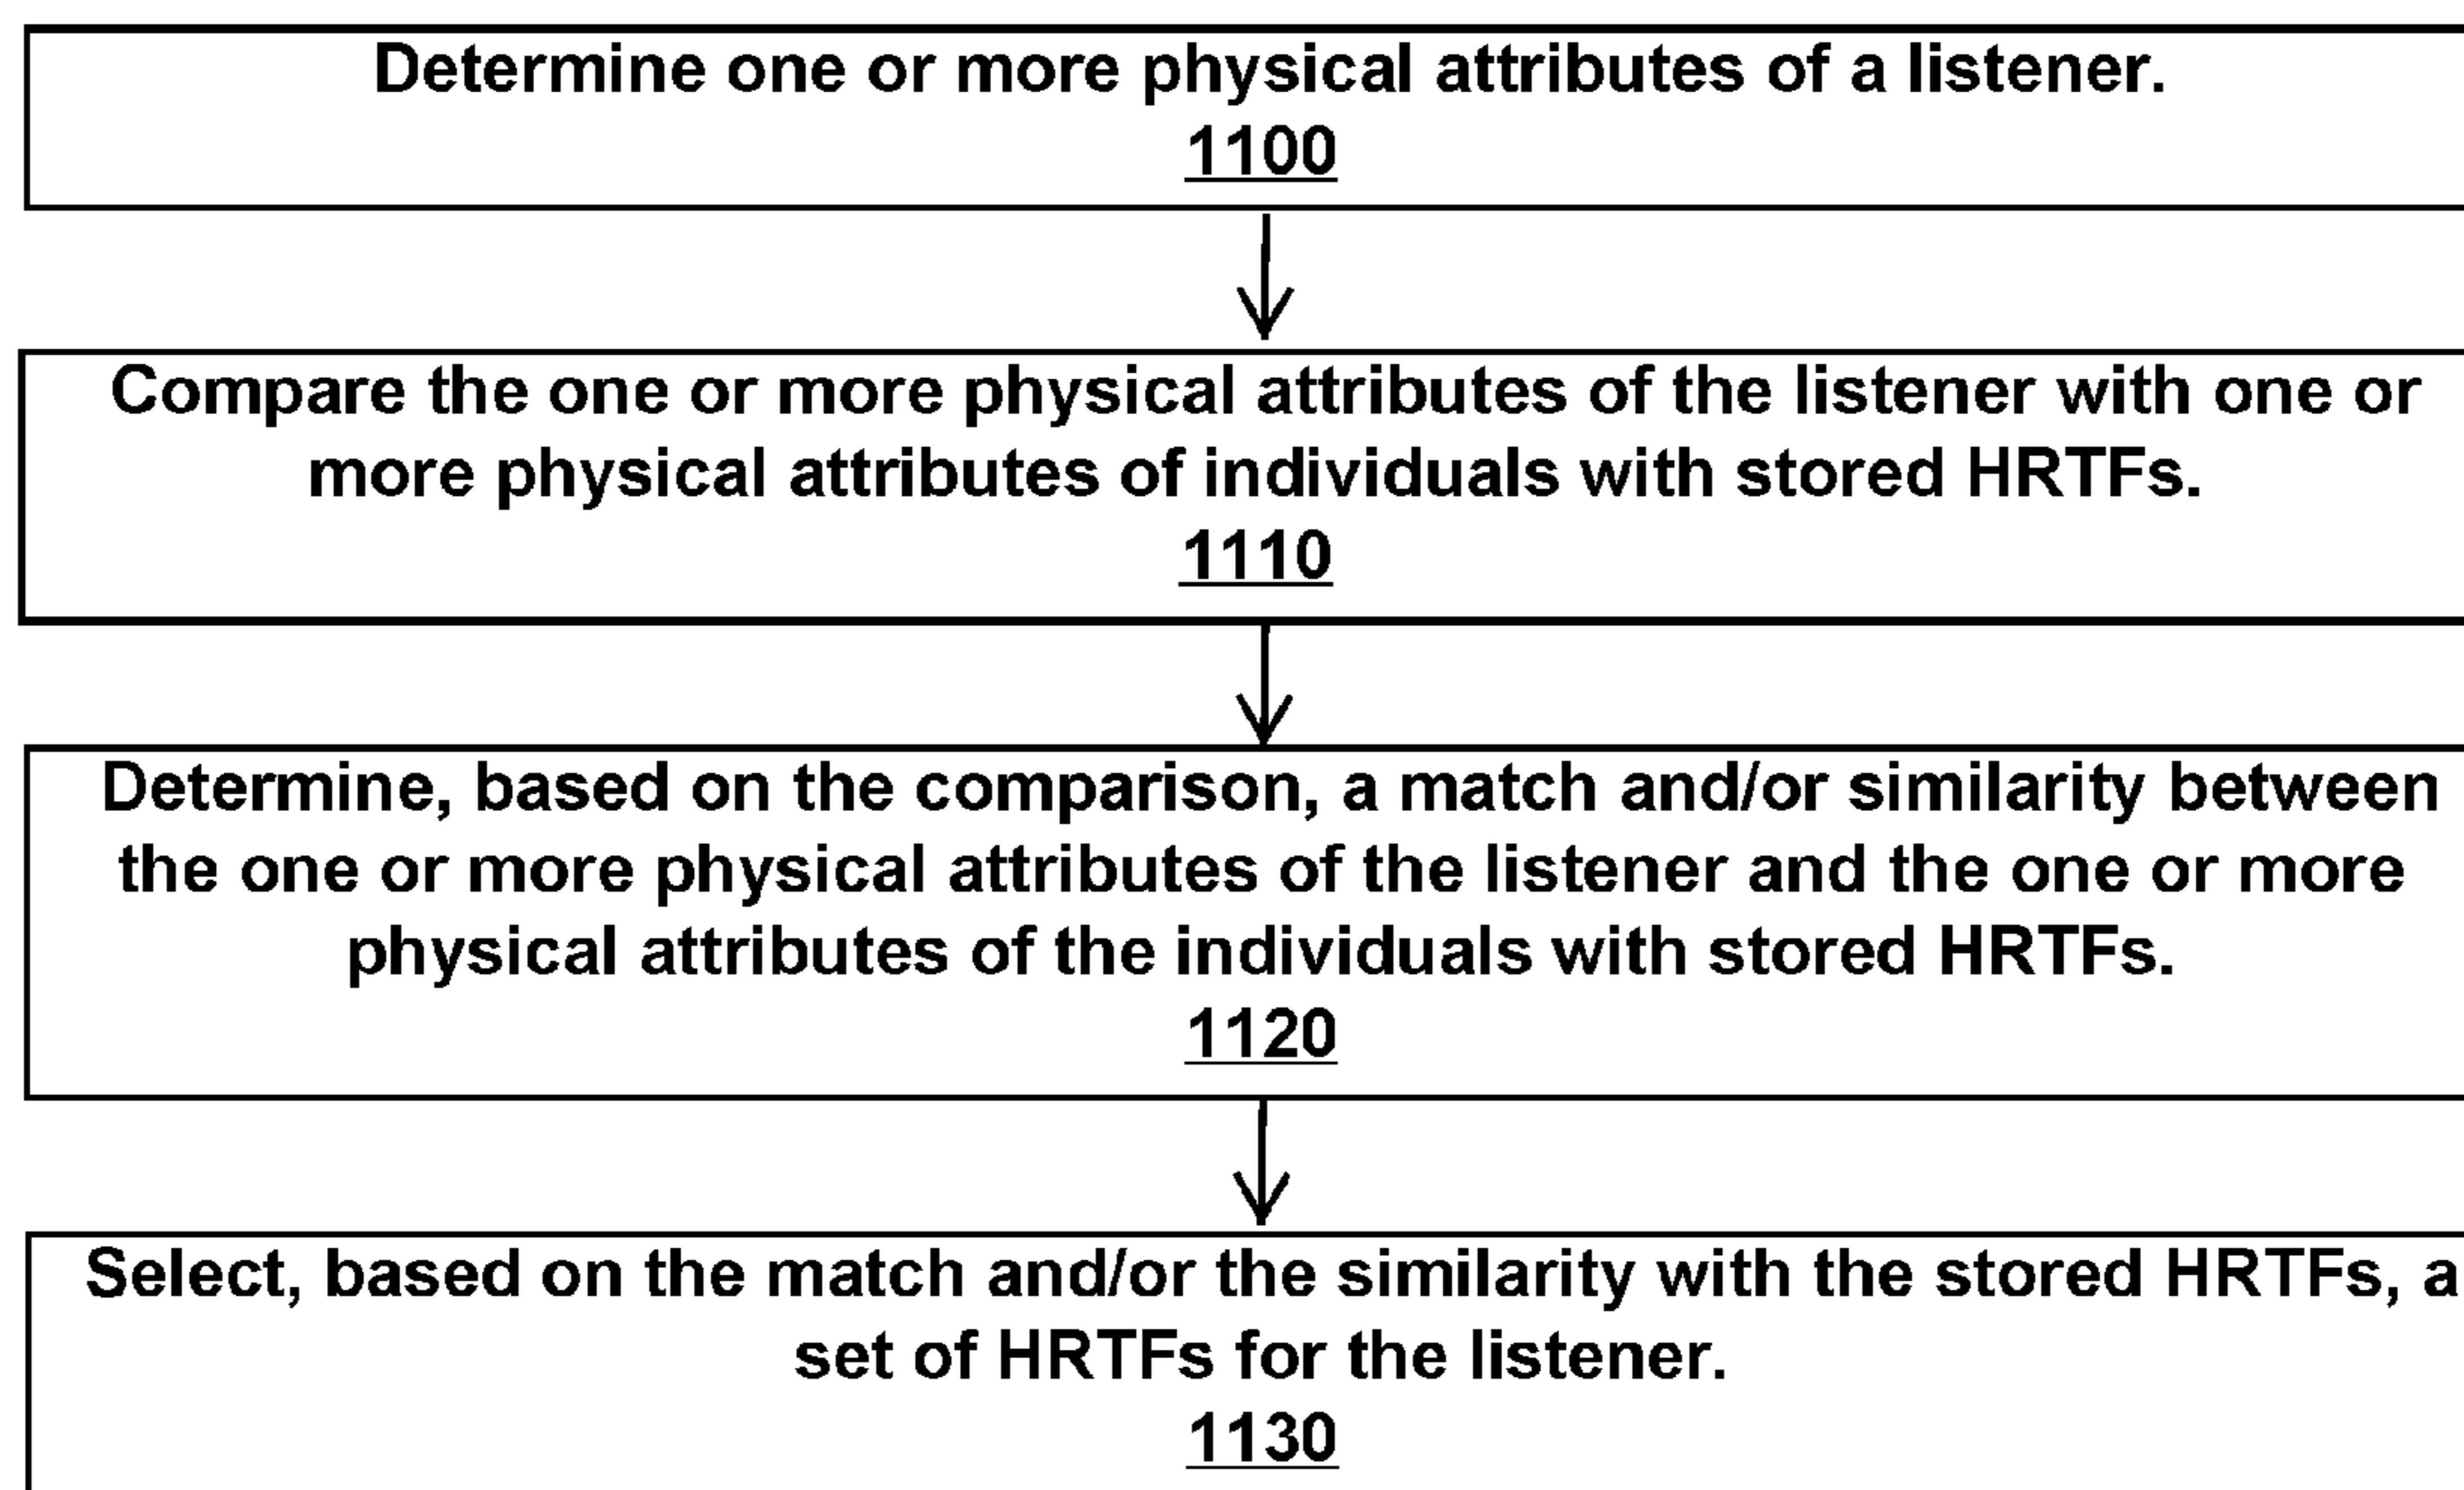 Determine one or more physical attributes of a listener.
1100
Compare the one or more physical attributes of the listener with one or
more physical attributes of individuals with stored HRTFs.
1110
Determine, based on the comparison, a match and/or similarity between
the one or more physical attributes of the listener and the one or more
physical attributes of the individuals with stored HRTFs.
1120
Select, based on the match and/or the similarity with the stored HRTFs, a
set of HRTFs for the listener.
1130